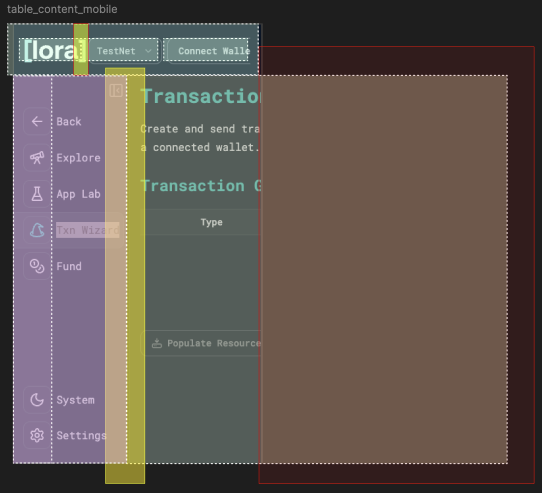 table_content_mobile
[lora]
TestNet
Connect Walle
Back
Explore
App Lab
Txn Wizard
Fund
System
Settings
Transaction
Create and send tra
a connected wallet.
Transaction G
Type
Populate Resource